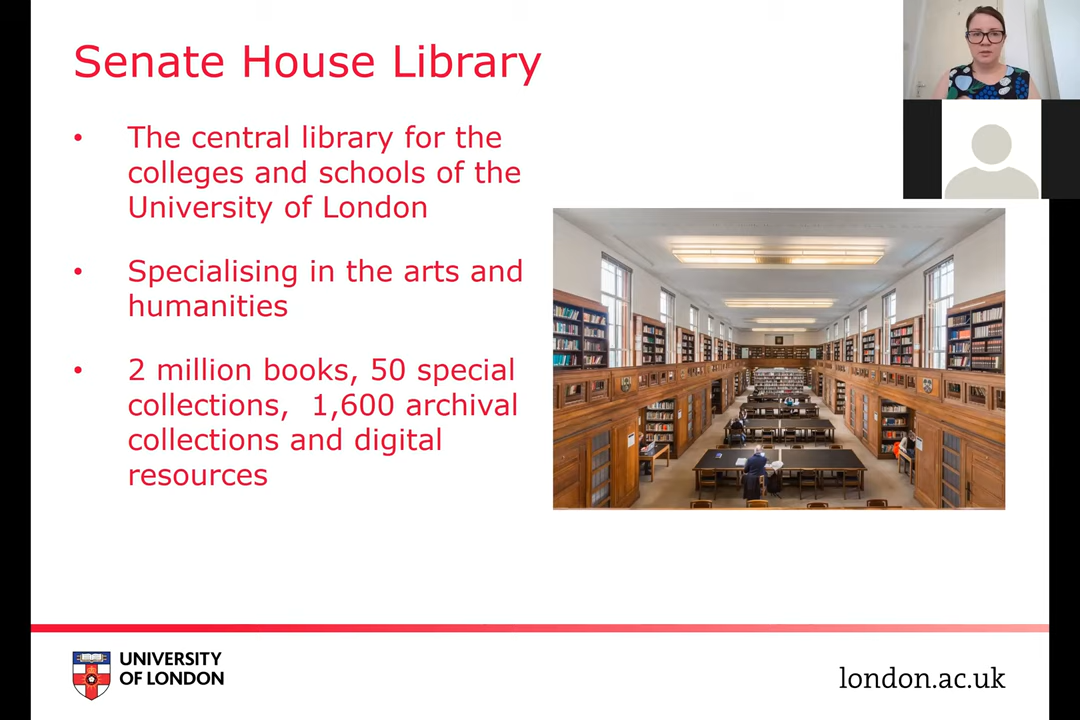 Senate House Library
• The central library for the
colleges and schools of the
University of London
• Specialising in the arts and
humanities
• 2 million books, 50 special
collections,  1,600 archival
collections and digital
resources
UNIVERSITY
OF LONDON
london.ac.uk